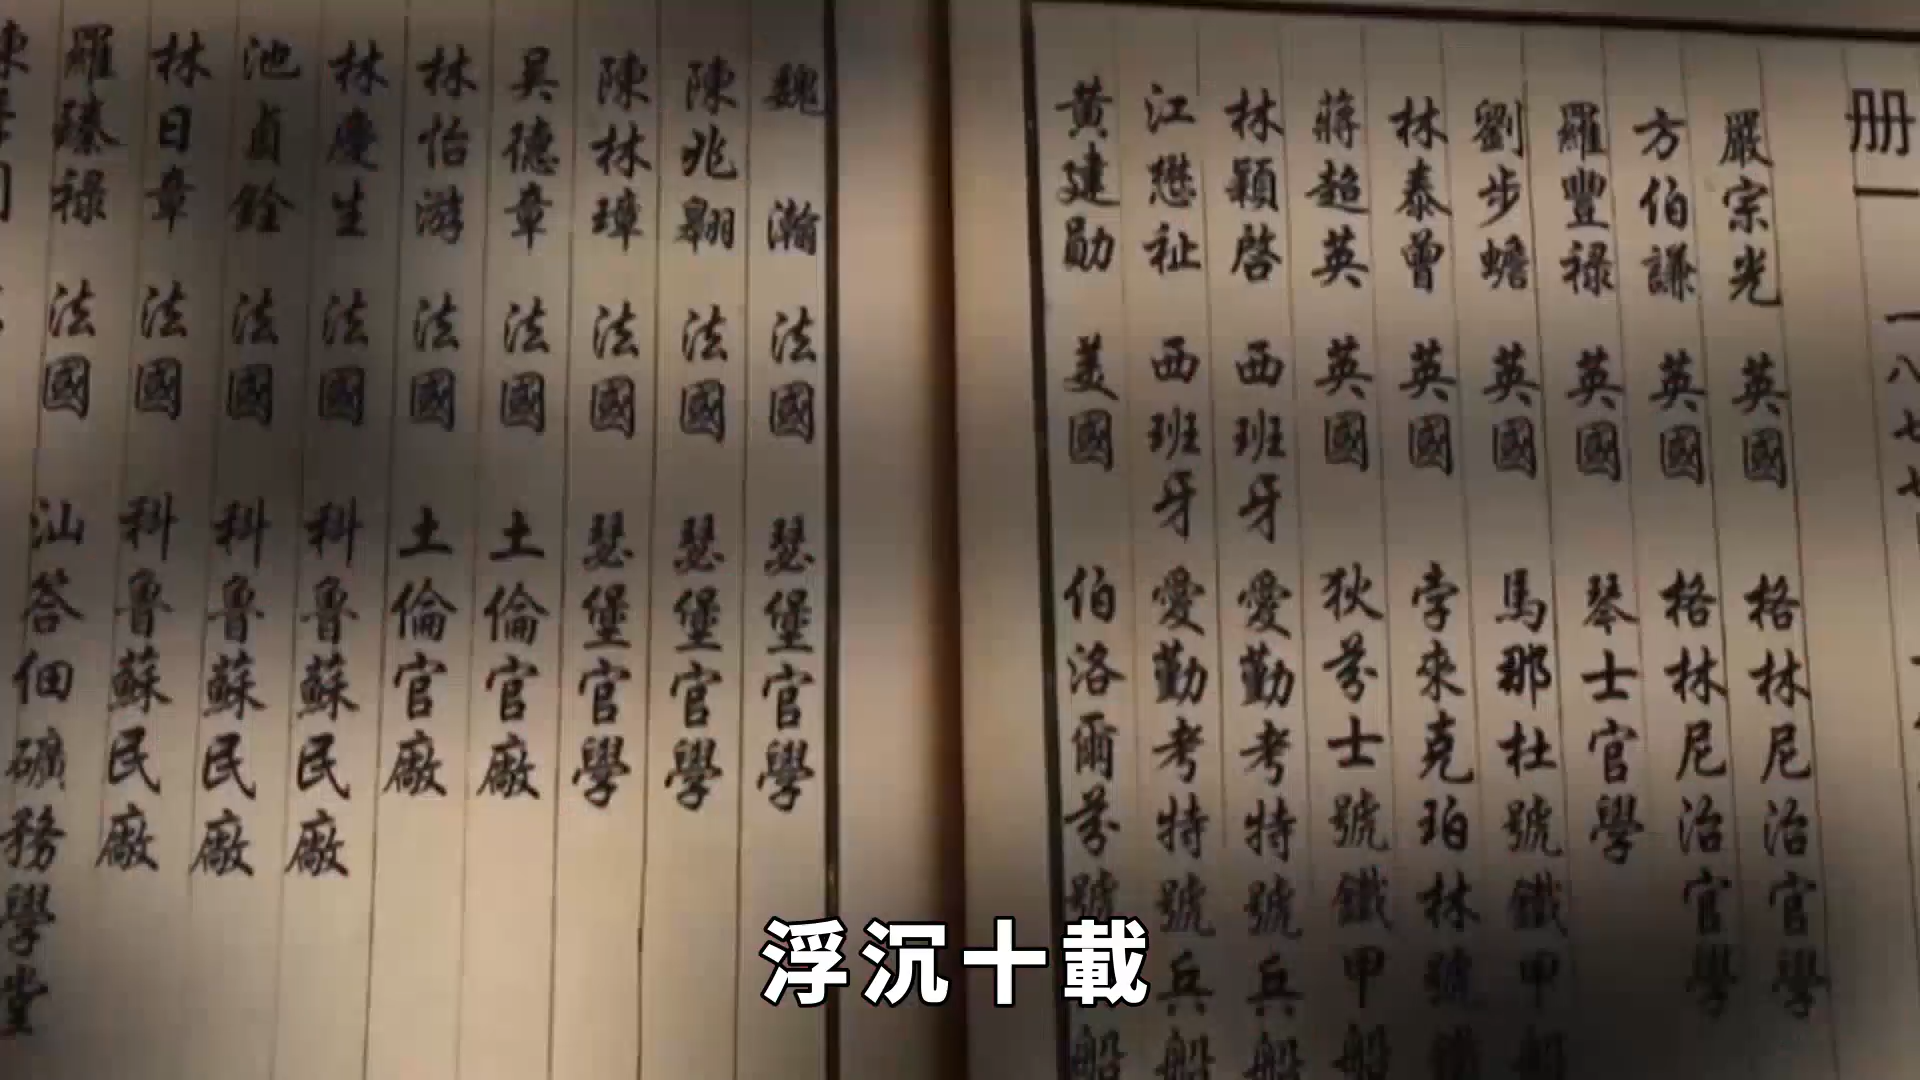 册一 一八七七
嚴宗光 英國 格林尼治官學
方伯謙 英國 格林尼治官學
羅豐祿 英國 琴士官學
劉步蟾 英國 馬那杜號鐵甲船
林泰曾 英國 孛來克珀林號鐵
蔣超英 英國 狄芬士號鐵甲船
林穎啓 西班牙 愛勤考特號兵船
江懋祉 西班牙 愛勤考特號兵船
黃建勛 美國 伯洛爾芬號 船
魏瀚 法國 瑟堡官學
陳兆翱 法國 瑟堡官學
陳林璋 法國 瑟堡官學
吳德章 法國 土倫官廠
林怡游 法國 土倫官廠
林慶生 法國 科魯蘇民廠
池貞銓 法國 科魯蘇民廠
林日章 法國 科魯蘇民廠
羅臻祿 法國 汕答佃礦務學堂
浮沉十載